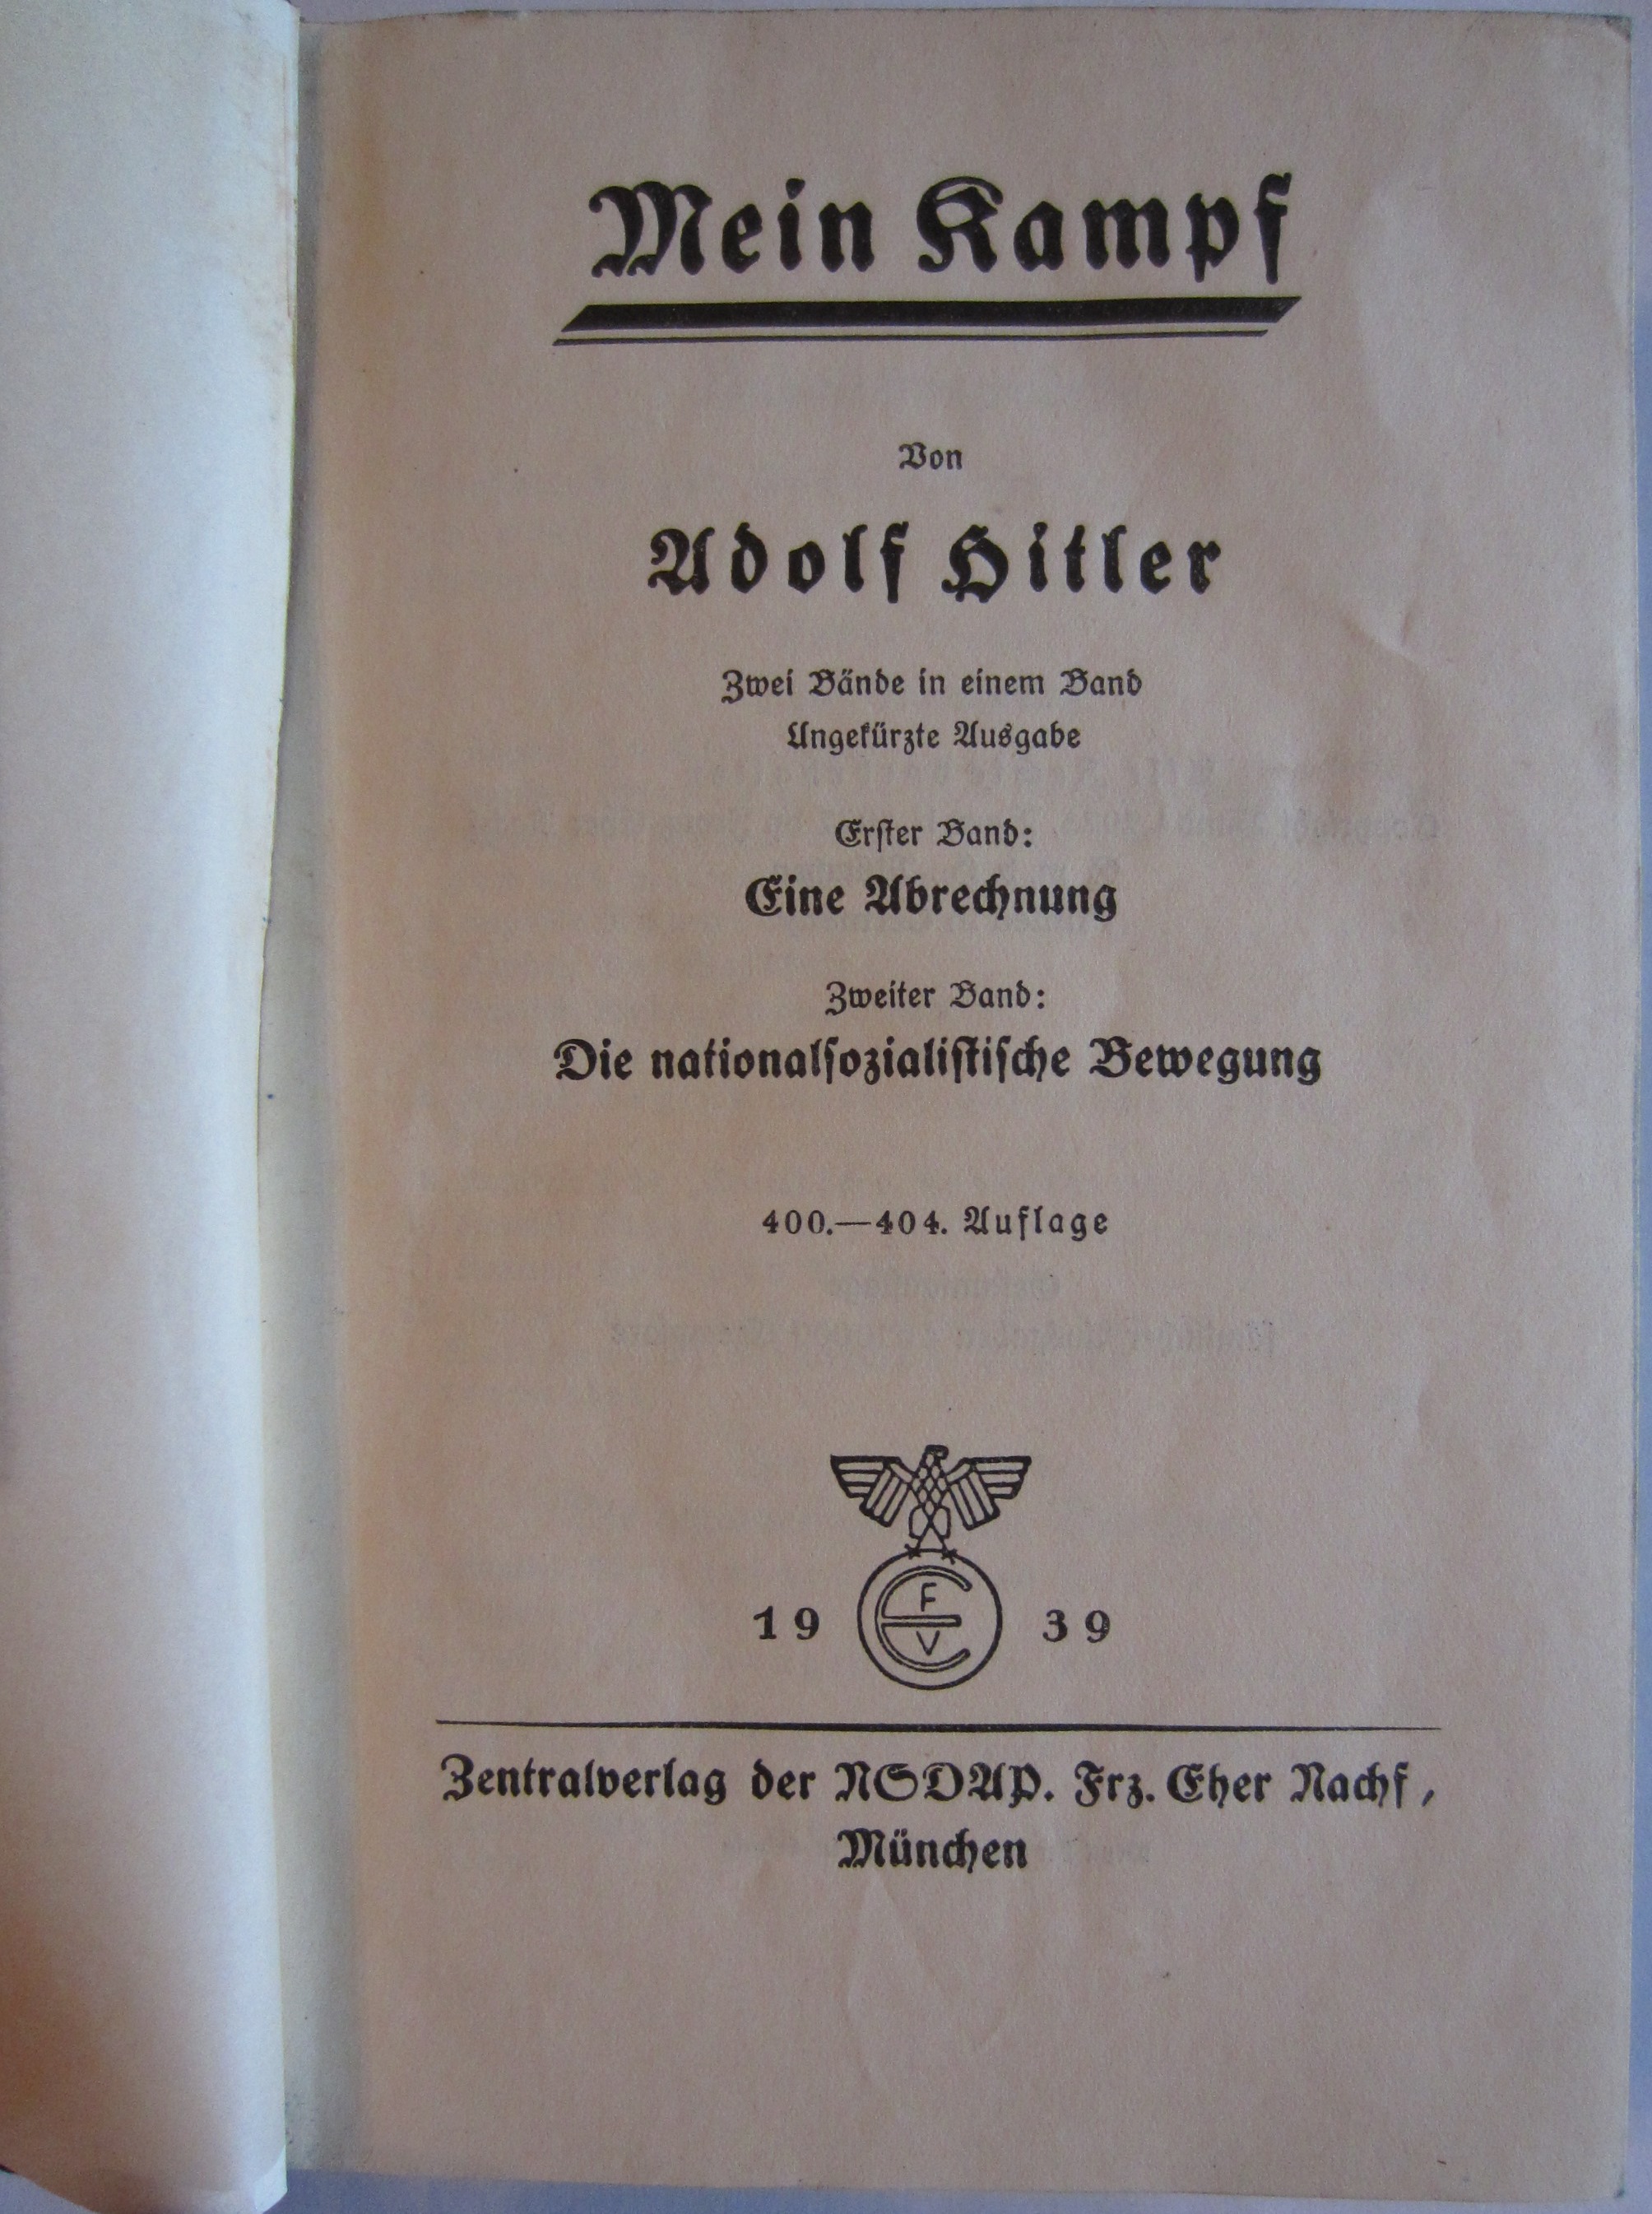 Mein Kampf
Von
Adolf Hitler
Zwei Bände in einem Band
Ungekürzte Ausgabe
Erster Band:
Eine Abrechnung
Zweiter Band:
Die nationalsozialistische Bewegung
400.—404. Auflage
F
E
V
19 39
Zentralverlag der NSDAP. Frz. Eher Nachf,
München